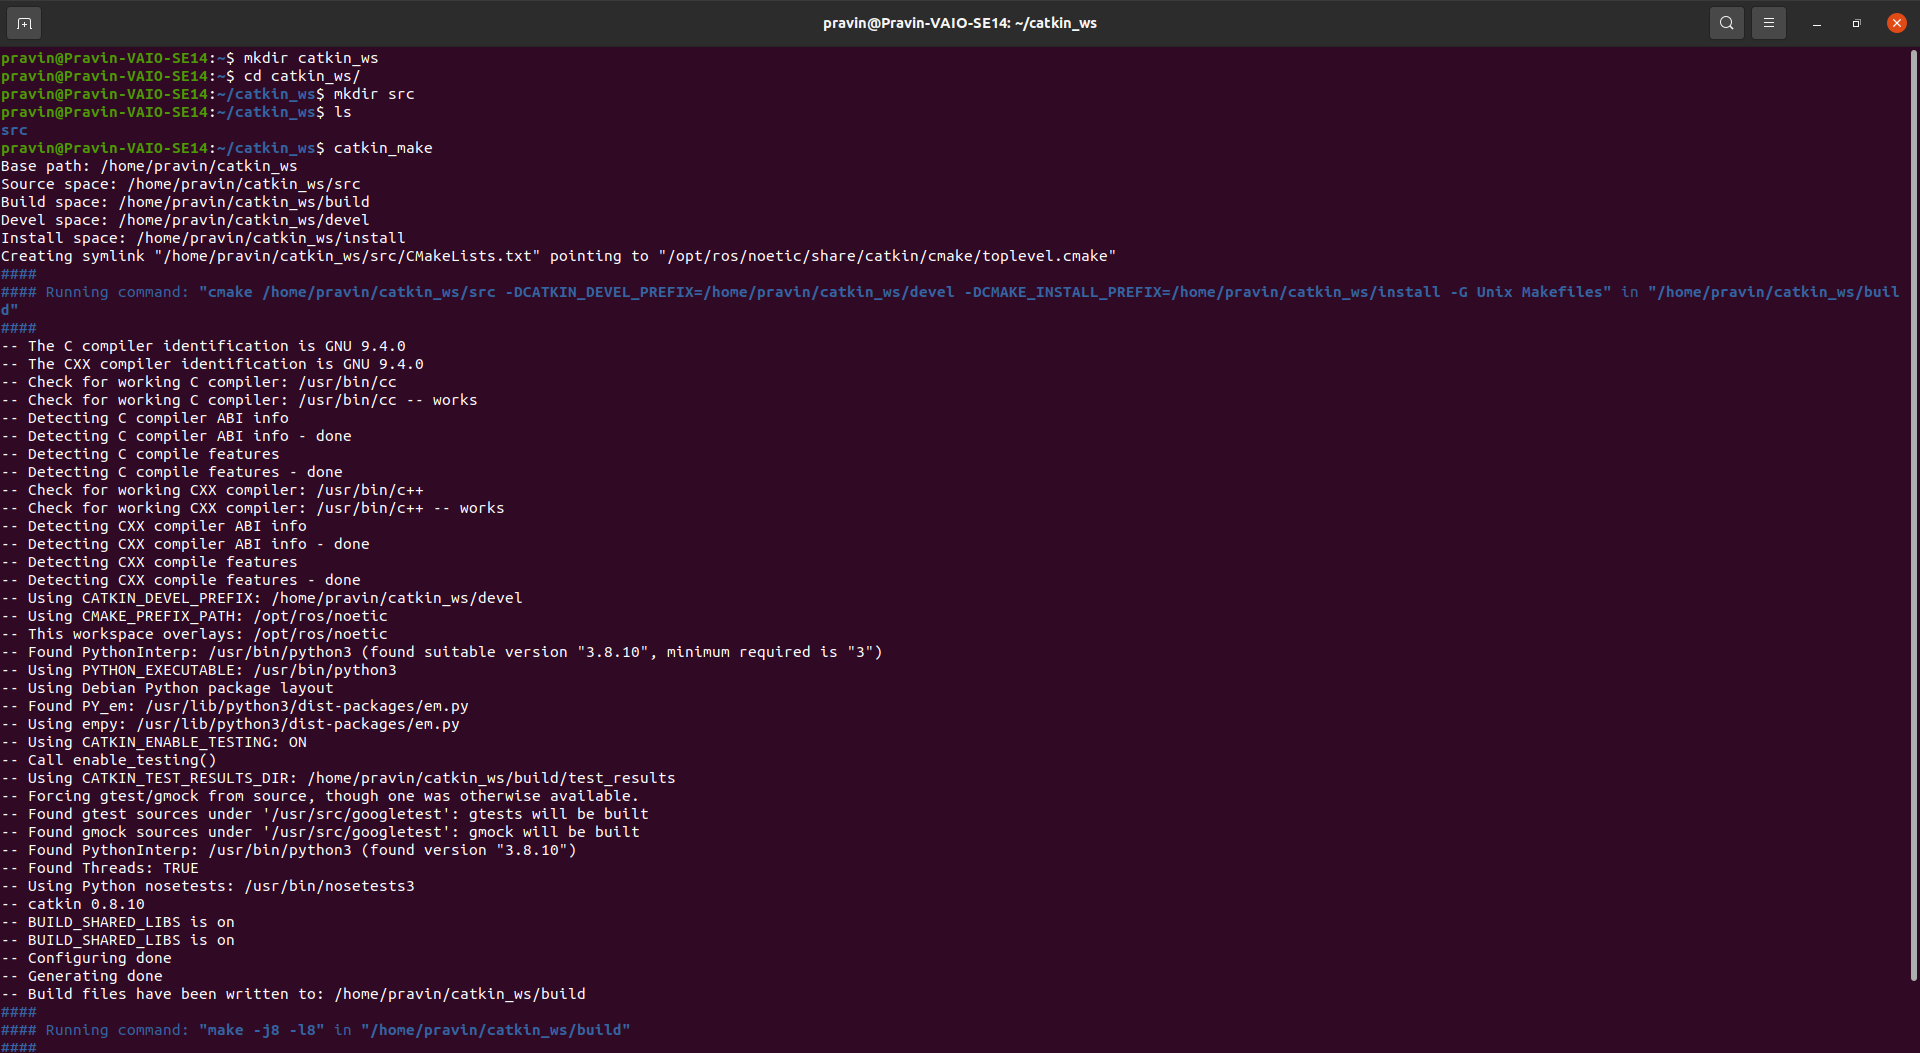 pravin@Pravin-VAIO-SE14: ~/catkin_ws
pravin@Pravin-VAIO-SE14:~$ mkdir catkin_ws
pravin@Pravin-VAIO-SE14:~$ cd catkin_ws/
pravin@Pravin-VAIO-SE14:~/catkin_ws$ mkdir src
pravin@Pravin-VAIO-SE14:~/catkin_ws$ ls
src
pravin@Pravin-VAIO-SE14:~/catkin_ws$ catkin_make
Base path: /home/pravin/catkin_ws
Source space: /home/pravin/catkin_ws/src
Build space: /home/pravin/catkin_ws/build
Devel space: /home/pravin/catkin_ws/devel
Install space: /home/pravin/catkin_ws/install
Creating symlink "/home/pravin/catkin_ws/src/CMakeLists.txt" pointing to "/opt/ros/noetic/share/catkin/cmake/toplevel.cmake"
####
#### Running command: "cmake /home/pravin/catkin_ws/src -DCATKIN_DEVEL_PREFIX=/home/pravin/catkin_ws/devel -DCMAKE_INSTALL_PREFIX=/home/pravin/catkin_ws/install -G Unix Makefiles" in "/home/pravin/catkin_ws/buil
d"
####
-- The C compiler identification is GNU 9.4.0
-- The CXX compiler identification is GNU 9.4.0
-- Check for working C compiler: /usr/bin/cc
-- Check for working C compiler: /usr/bin/cc -- works
-- Detecting C compiler ABI info
-- Detecting C compiler ABI info - done
-- Detecting C compile features
-- Detecting C compile features - done
-- Check for working CXX compiler: /usr/bin/c++
-- Check for working CXX compiler: /usr/bin/c++ -- works
-- Detecting CXX compiler ABI info
-- Detecting CXX compiler ABI info - done
-- Detecting CXX compile features
-- Detecting CXX compile features - done
-- Using CATKIN_DEVEL_PREFIX: /home/pravin/catkin_ws/devel
-- Using CMAKE_PREFIX_PATH: /opt/ros/noetic
-- This workspace overlays: /opt/ros/noetic
-- Found PythonInterp: /usr/bin/python3 (found suitable version "3.8.10", minimum required is "3")
-- Using PYTHON_EXECUTABLE: /usr/bin/python3
-- Using Debian Python package layout
-- Found PY_em: /usr/lib/python3/dist-packages/em.py
-- Using empy: /usr/lib/python3/dist-packages/em.py
-- Using CATKIN_ENABLE_TESTING: ON
-- Call enable_testing()
-- Using CATKIN_TEST_RESULTS_DIR: /home/pravin/catkin_ws/build/test_results
-- Forcing gtest/gmock from source, though one was otherwise available.
-- Found gtest sources under '/usr/src/googletest': gtests will be built
-- Found gmock sources under '/usr/src/googletest': gmock will be built
-- Found PythonInterp: /usr/bin/python3 (found version "3.8.10")
-- Found Threads: TRUE
-- Using Python nosetests: /usr/bin/nosetests3
-- catkin 0.8.10
-- BUILD_SHARED_LIBS is on
-- BUILD_SHARED_LIBS is on
-- Configuring done
-- Generating done
-- Build files have been written to: /home/pravin/catkin_ws/build
####
#### Running command: "make -j8 -l8" in "/home/pravin/catkin_ws/build"
####